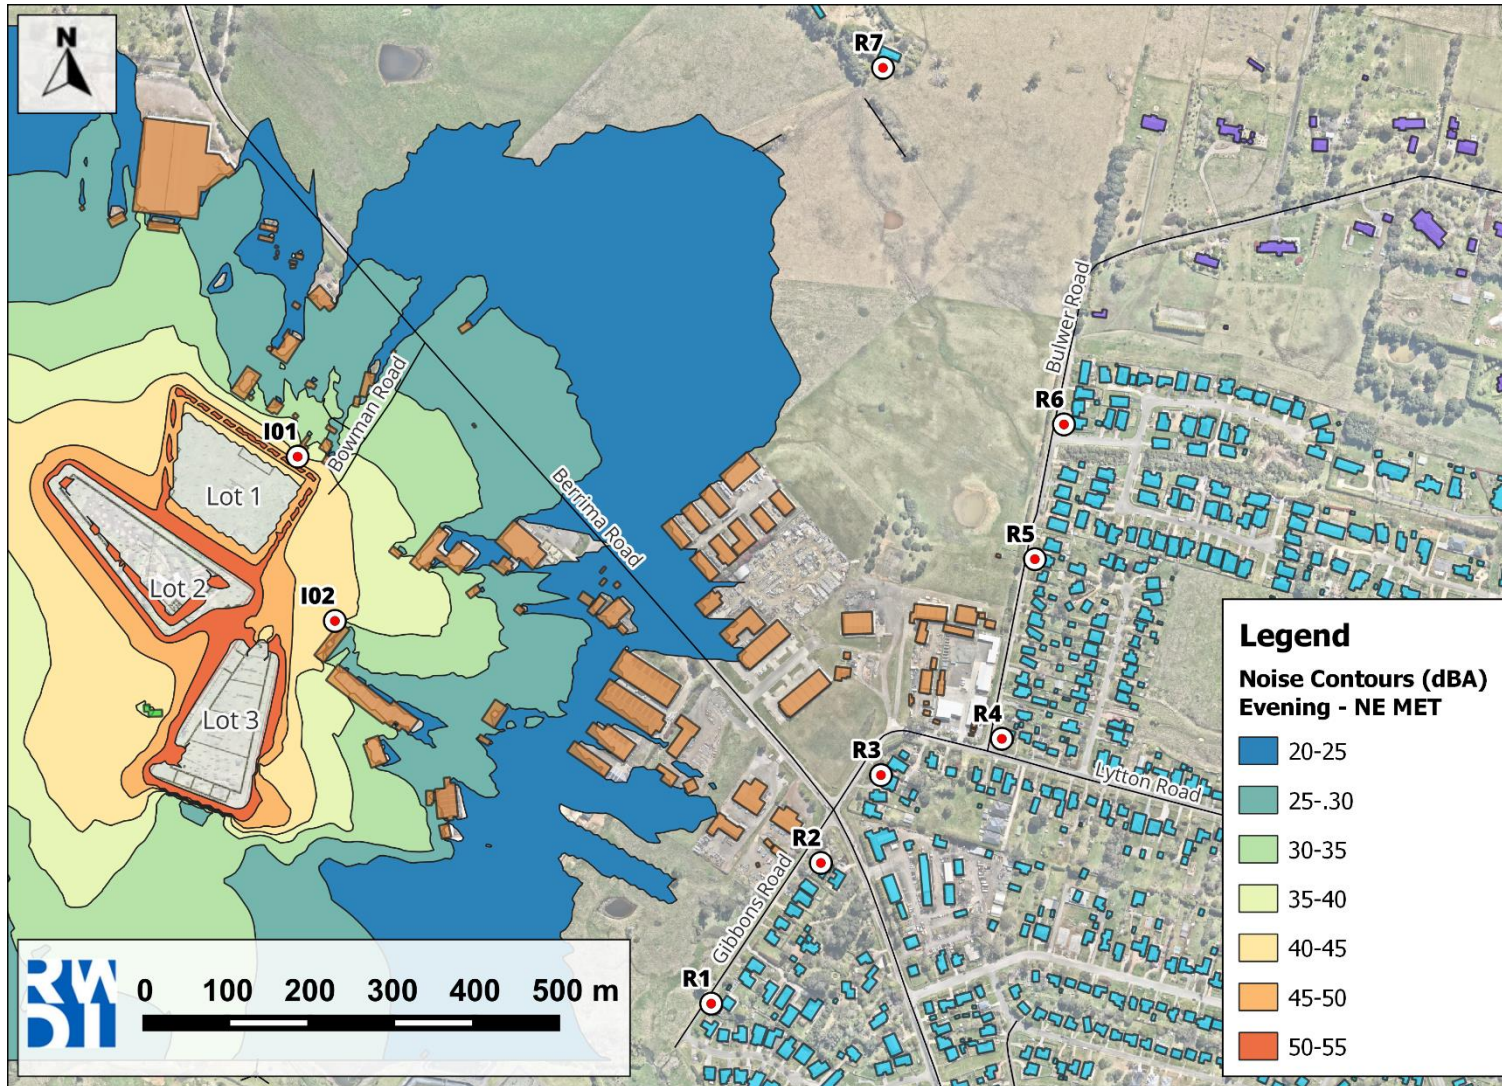 N
R7
R6
Bulwer Road
I01
Bowman Road
Lot 1
Berrima Road
R5
Lot 2
I02
Lot 3
R4
R3
Lytton Road
R2
Gibbons Road
R1
Legend
Noise Contours (dBA)
Evening - NE MET
20-25
25-.30
30-35
35-40
40-45
45-50
50-55
RWDI
0 100 200 300 400 500 m